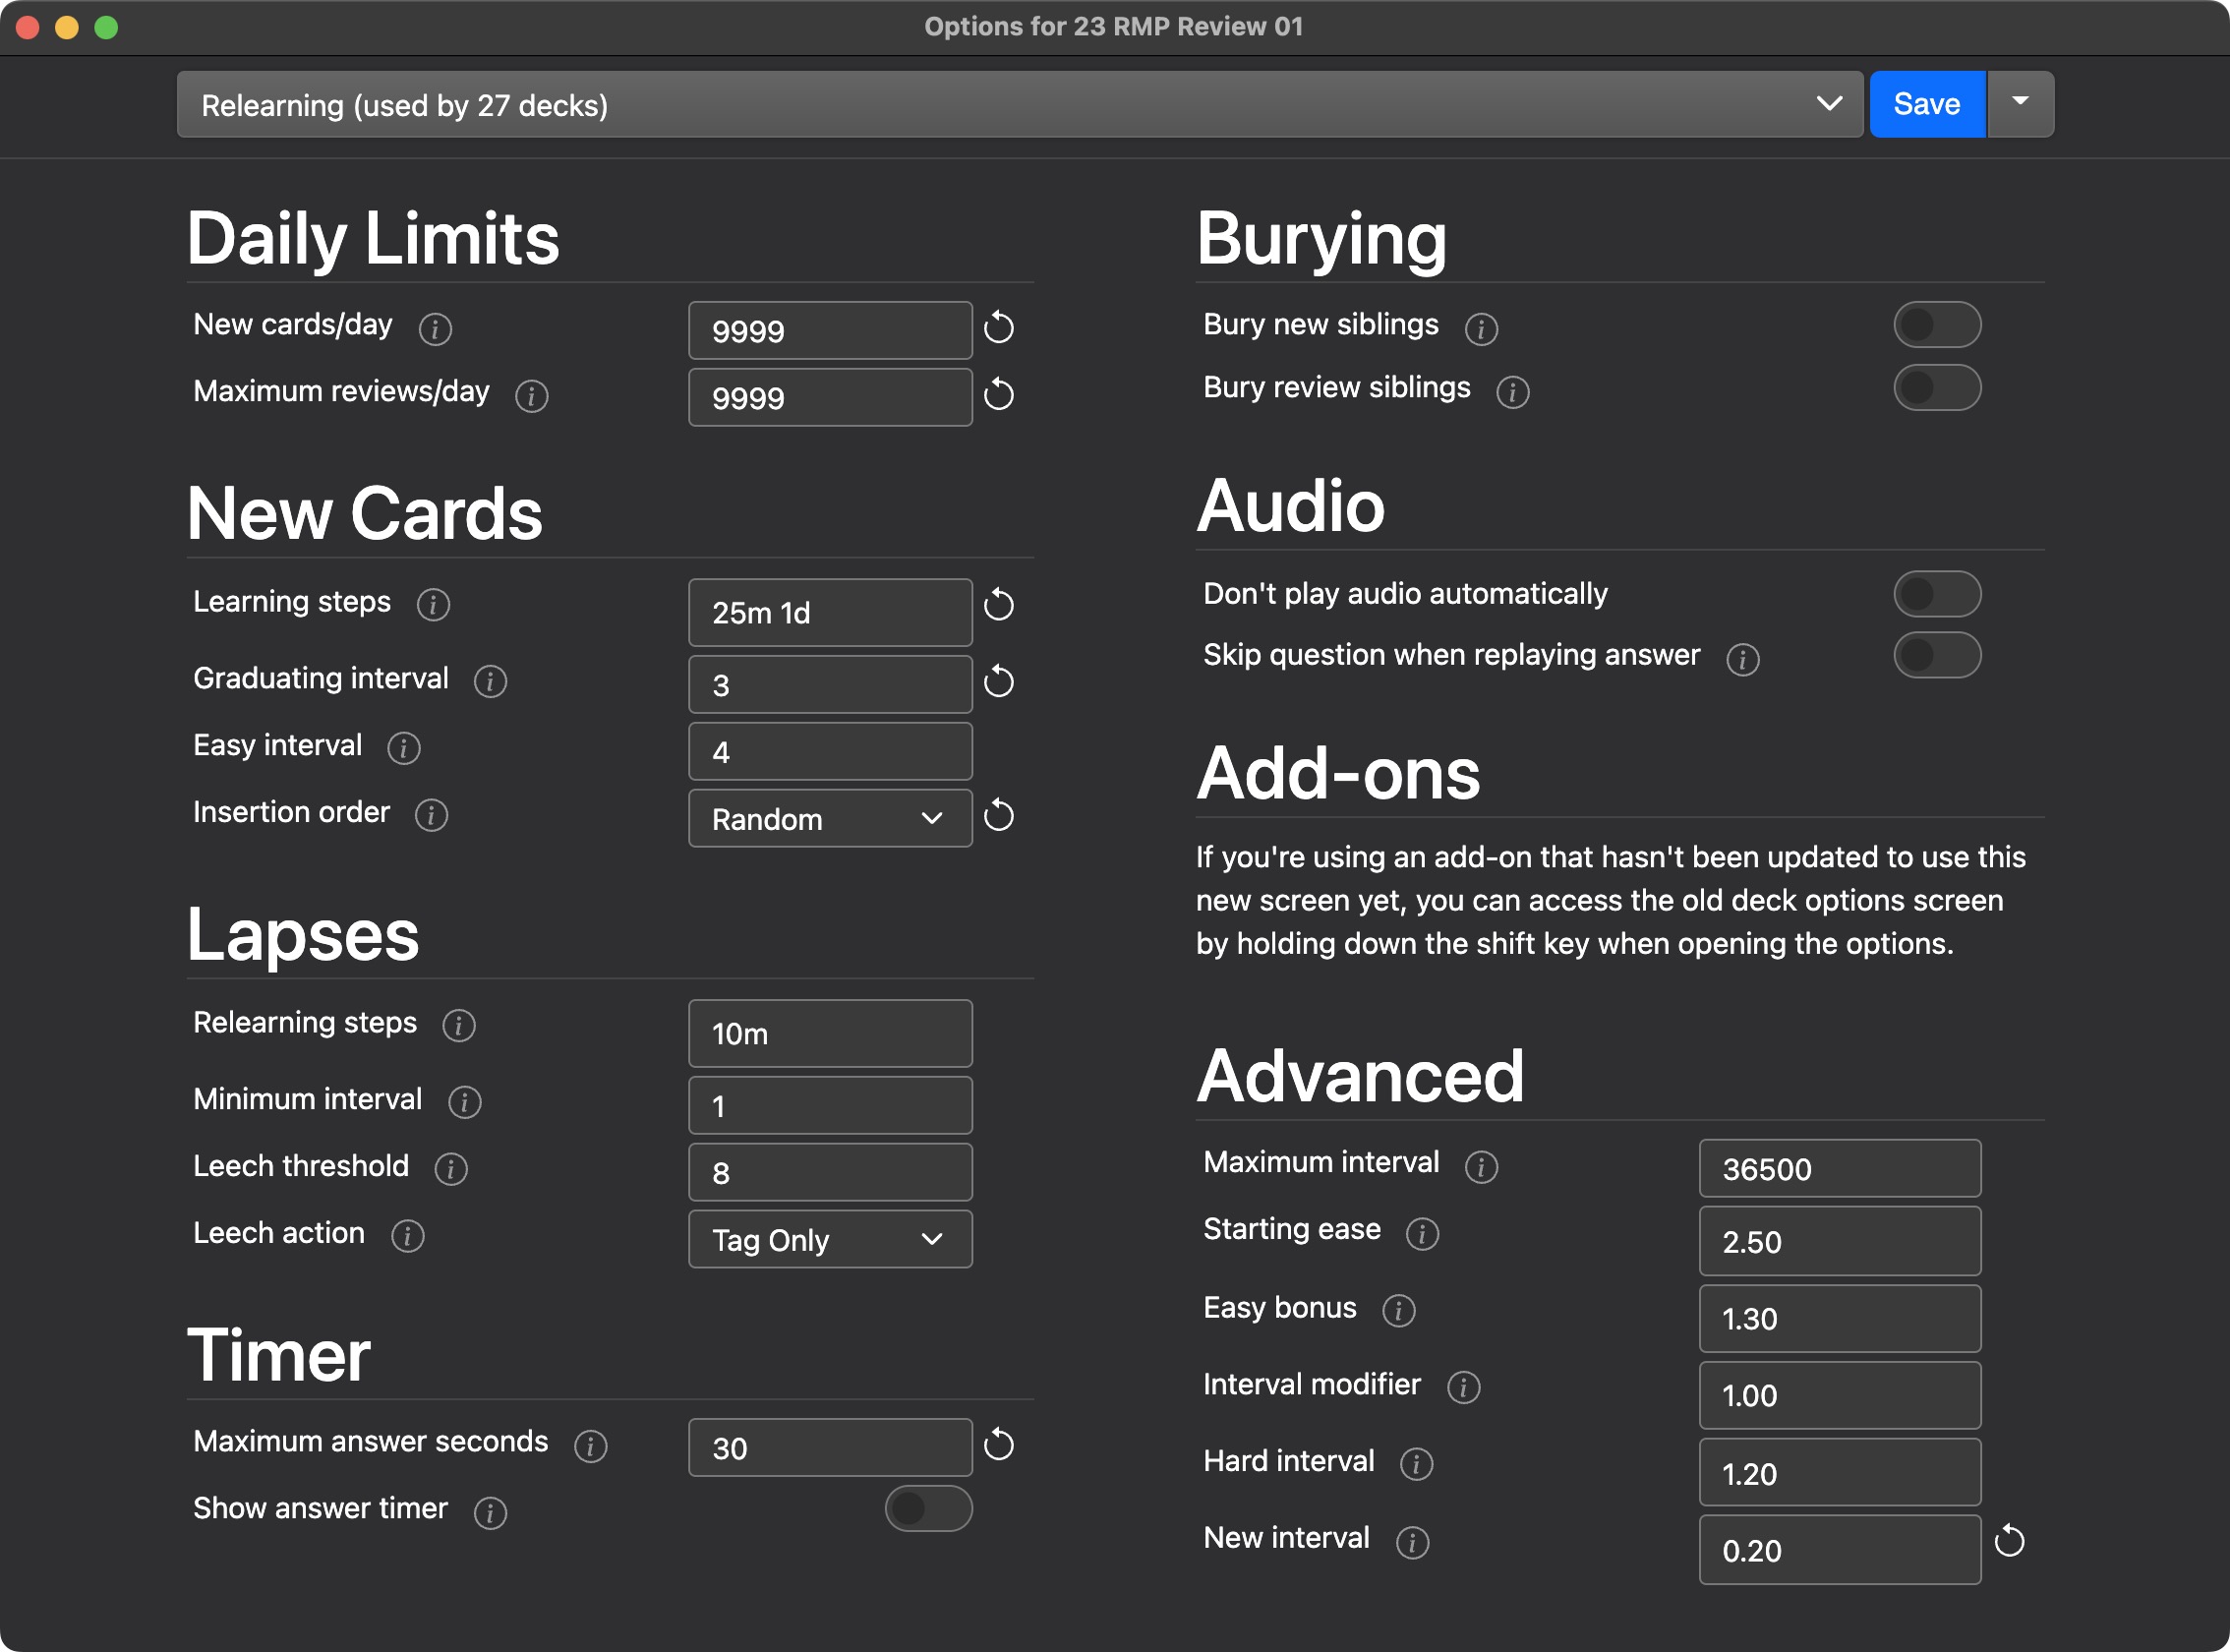 Options for 23 RMP Review 01
Relearning (used by 27 decks)
Save
Daily Limits
New cards/day 9999
Maximum reviews/day 9999
New Cards
Learning steps 25m 1d
Graduating interval 3
Easy interval 4
Insertion order Random
Lapses
Relearning steps 10m
Minimum interval 1
Leech threshold 8
Leech action Tag Only
Timer
Maximum answer seconds 30
Show answer timer
Burying
Bury new siblings
Bury review siblings
Audio
Don't play audio automatically
Skip question when replaying answer
Add-ons
If you're using an add-on that hasn't been updated to use this
new screen yet, you can access the old deck options screen
by holding down the shift key when opening the options.
Advanced
Maximum interval 36500
Starting ease 2.50
Easy bonus 1.30
Interval modifier 1.00
Hard interval 1.20
New interval 0.20